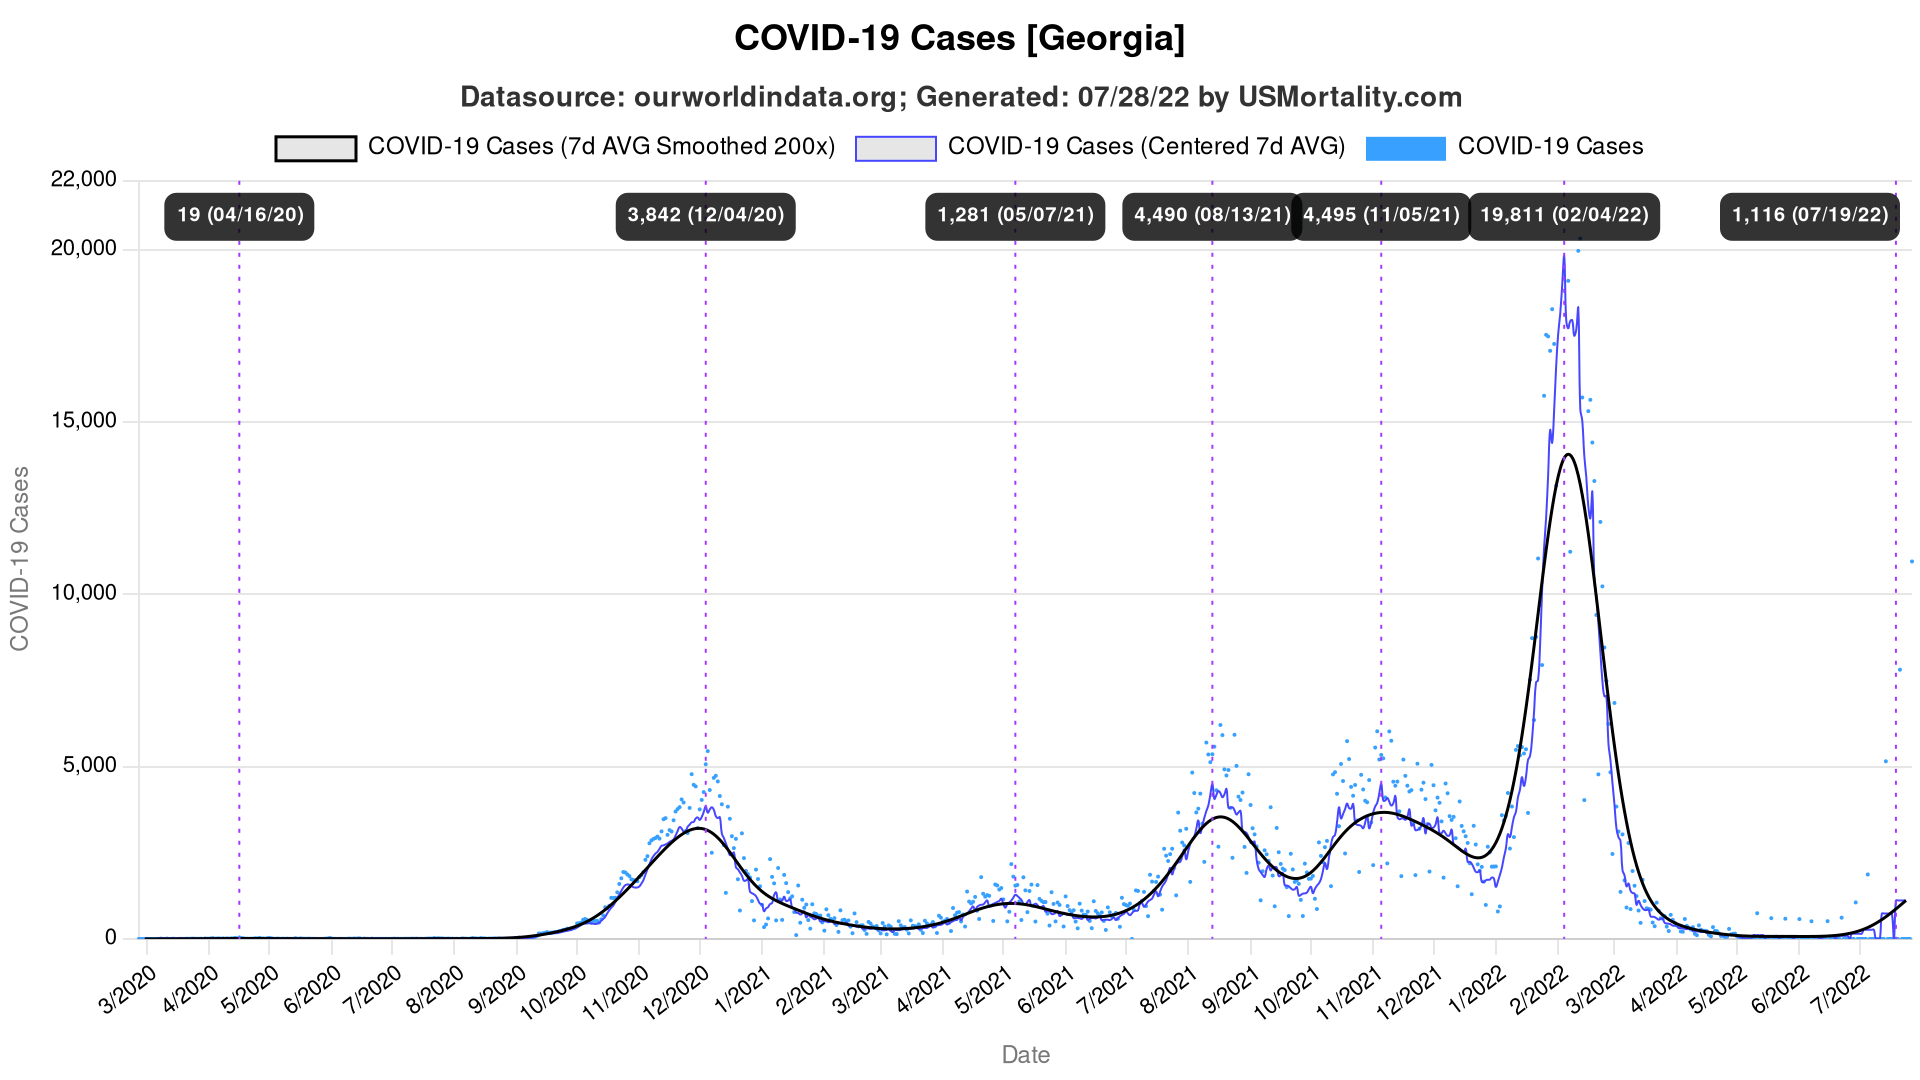 COVID-19 Cases [Georgia]
Datasource: ourworldindata.org; Generated: 07/28/22 by USMortality.com
COVID-19 Cases (7d AVG Smoothed 200x) COVID-19 Cases (Centered 7d AVG) COVID-19 Cases
22,000
19 (04/16/20) 3,842 (12/04/20) 1,281 (05/07/21) 4,490 (08/13/21) 4,495 (11/05/21) 19,811 (02/04/22) 1,116 (07/19/22)
20,000
15,000
10,000
5,000
0
COVID-19 Cases
3/2020 4/2020 5/2020 6/2020 7/2020 8/2020 9/2020 10/2020 11/2020 12/2020 1/2021 2/2021 3/2021 4/2021 5/2021 6/2021 7/2021 8/2021 9/2021 10/2021 11/2021 12/2021 1/2022 2/2022 3/2022 4/2022 5/2022 6/2022 7/2022
Date